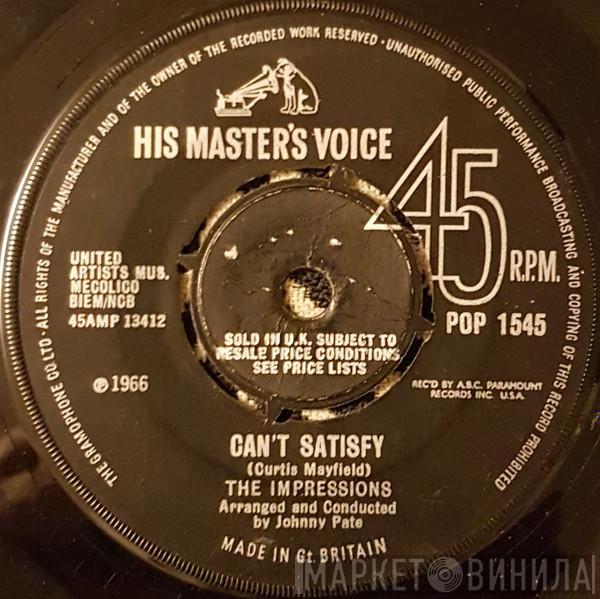 THE GRAMOPHONE CO LTD · ALL RIGHTS OF THE MANUFACTURER AND OF THE OWNER OF THE RECORDED WORK RESERVED · UNAUTHORISED PUBLIC PERFORMANCE BROADCASTING AND COPYING OF THIS RECORD PROHIBITED
HIS MASTER'S VOICE
45
R.P.M.
UNITED
ARTISTS MUS.
MECOLICO
BIEM/NCB
45AMP 13412
POP 1545
SOLD IN U.K. SUBJECT TO
RESALE PRICE CONDITIONS,
SEE PRICE LISTS
℗ 1966
REC'D BY A.B.C. PARAMOUNT
RECORDS INC. U.S.A.
CAN'T SATISFY
(Curtis Mayfield)
THE IMPRESSIONS
Arranged and Conducted
by Johnny Pate
MADE IN Gt. BRITAIN
МАРКЕТ ВИНИЛА